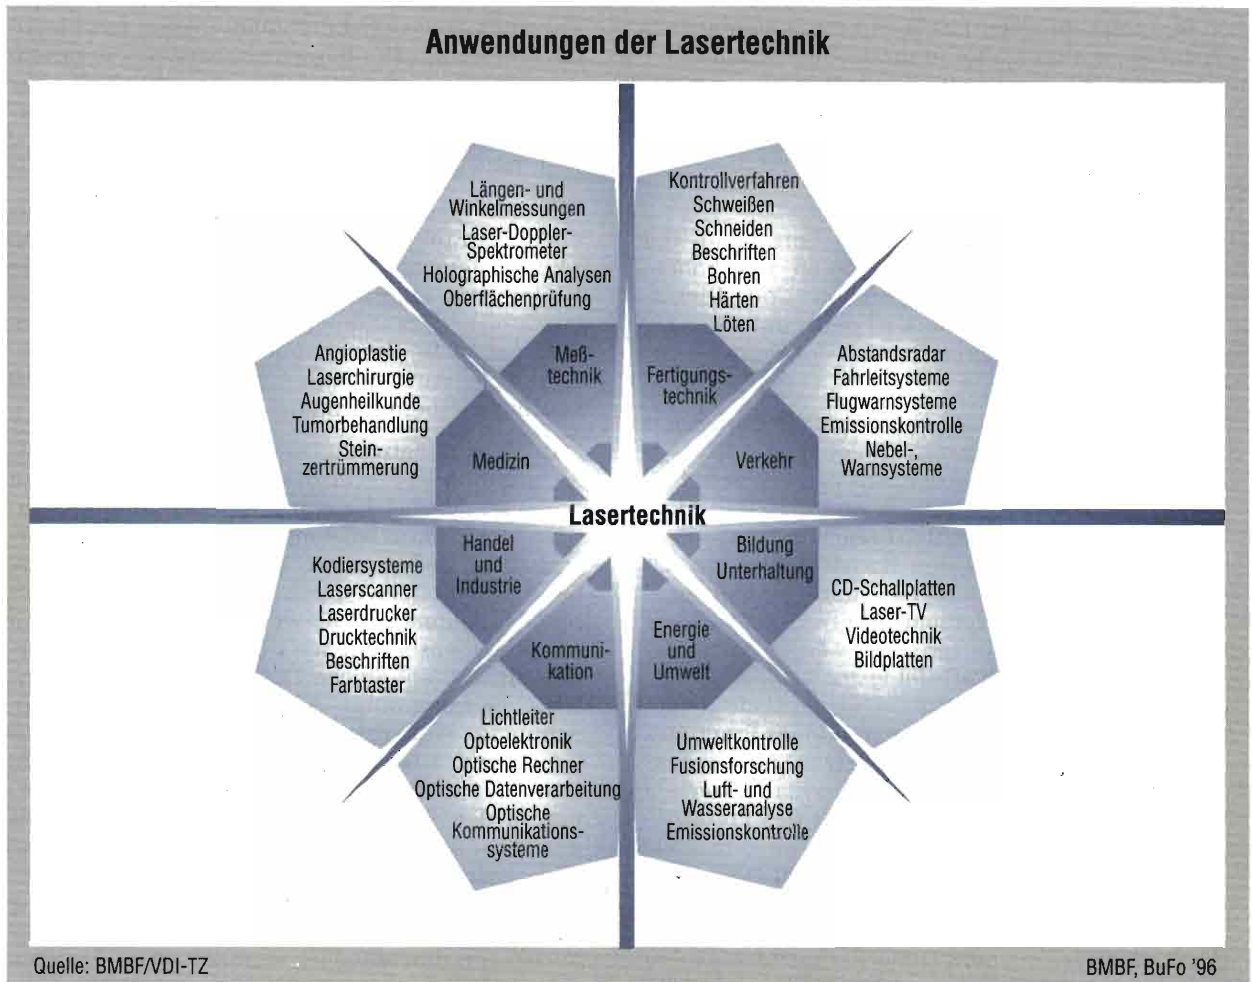 Anwendungen der Lasertechnik
Längen- und
Winkelmessungen
Laser-Doppler-
Spektrometer
Holographische Analysen
Oberflächenprüfung
Kontrollverfahren
Schweißen
Schneiden
Beschriften
Bohren
Härten
Löten
Angioplastie
Laserchirurgie
Augenheilkunde
Tumorbehandlung
Stein-
zertrümmerung
Meß-
technik
Fertigungs-
technik
Abstandsradar
Fahrleitsysteme
Flugwarnsysteme
Emissionskontrolle
Nebel-,
Warnsysteme
Medizin
Verkehr
Lasertechnik
Handel
und
Industrie
Bildung
Unterhaltung
Kodiersysteme
Laserscanner
Laserdrucker
Drucktechnik
Beschriften
Farbtaster
Kommuni-
kation
Energie
und
Umwelt
CD-Schallplatten
Laser-TV
Videotechnik
Bildplatten
Lichtleiter
Optoelektronik
Optische Rechner
Optische Datenverarbeitung
Optische
Kommunikations-
systeme
Umweltkontrolle
Fusionsforschung
Luft- und
Wasseranalyse
Emissionskontrolle
Quelle: BMBF/VDI-TZ
BMBF, BuFo '96